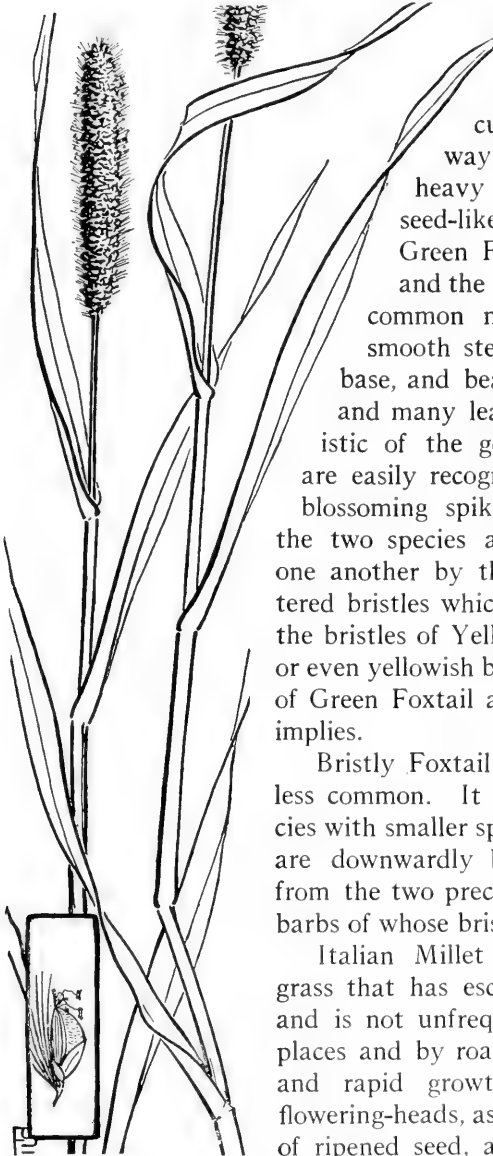 cu
way
heavy
seed-like
Green F
and the
common n
smooth ste
base, and bea
and many lea
istic of the g
are easily recogn
blossoming spik
the two species a
one another by th
tered bristles whic
the bristles of Yell
or even yellowish b
of Green Foxtail a
implies.
Bristly Foxtail
less common. It
cies with smaller sp
are downwardly b
from the two prec
barbs of whose bris
Italian Millet
grass that has esc
and is not unfreq
places and by roa
and rapid growt
flowering-heads, as
of ripened seed, a